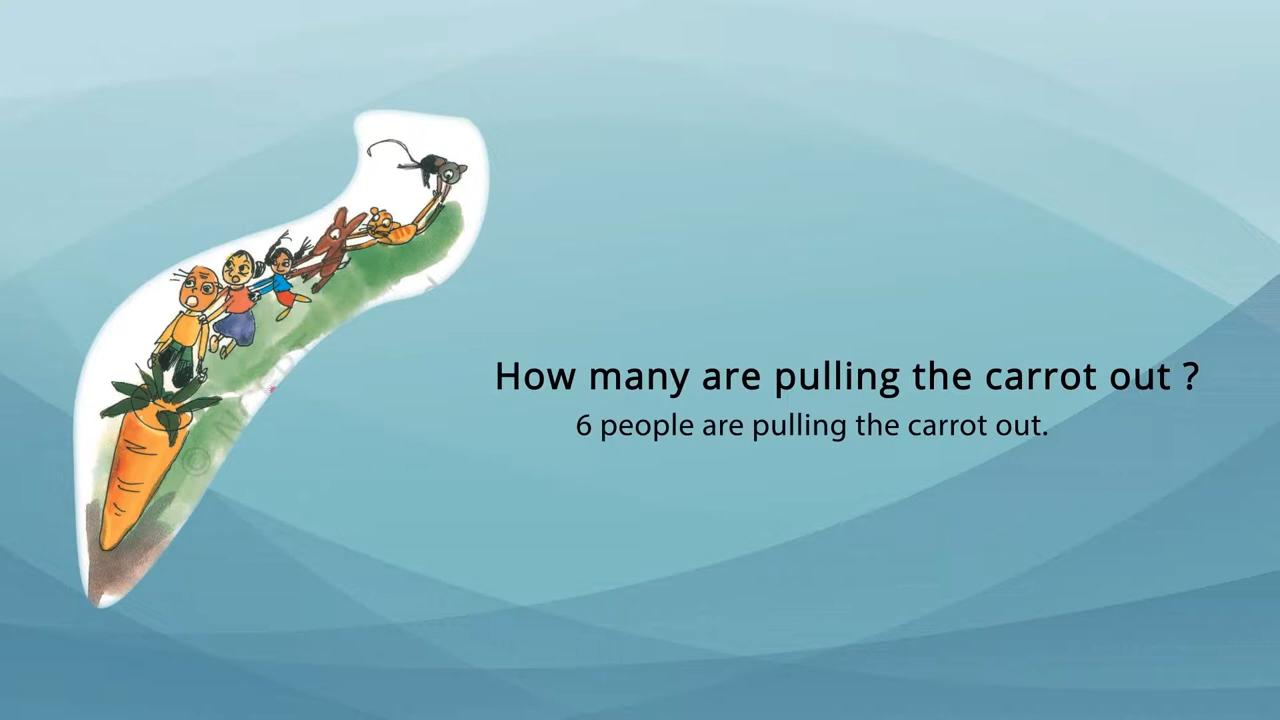 How many are pulling the carrot out ?
6 people are pulling the carrot out.